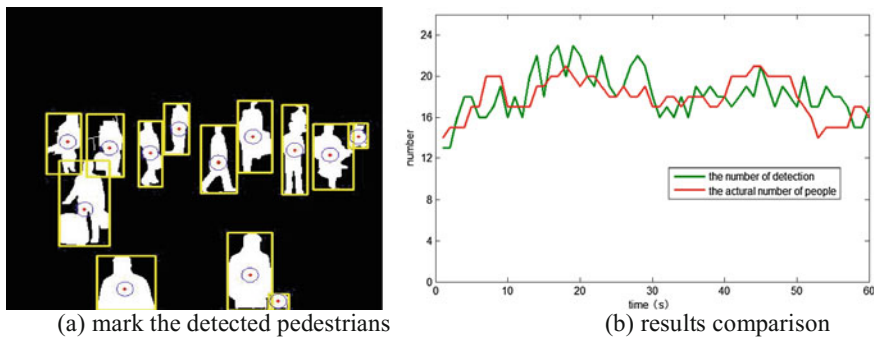 24
20
16
12
8
4
0
number
the number of detection
the actural number of people
0 10 20 30 40 50 60
time (s)
(a) mark the detected pedestrians
(b) results comparison